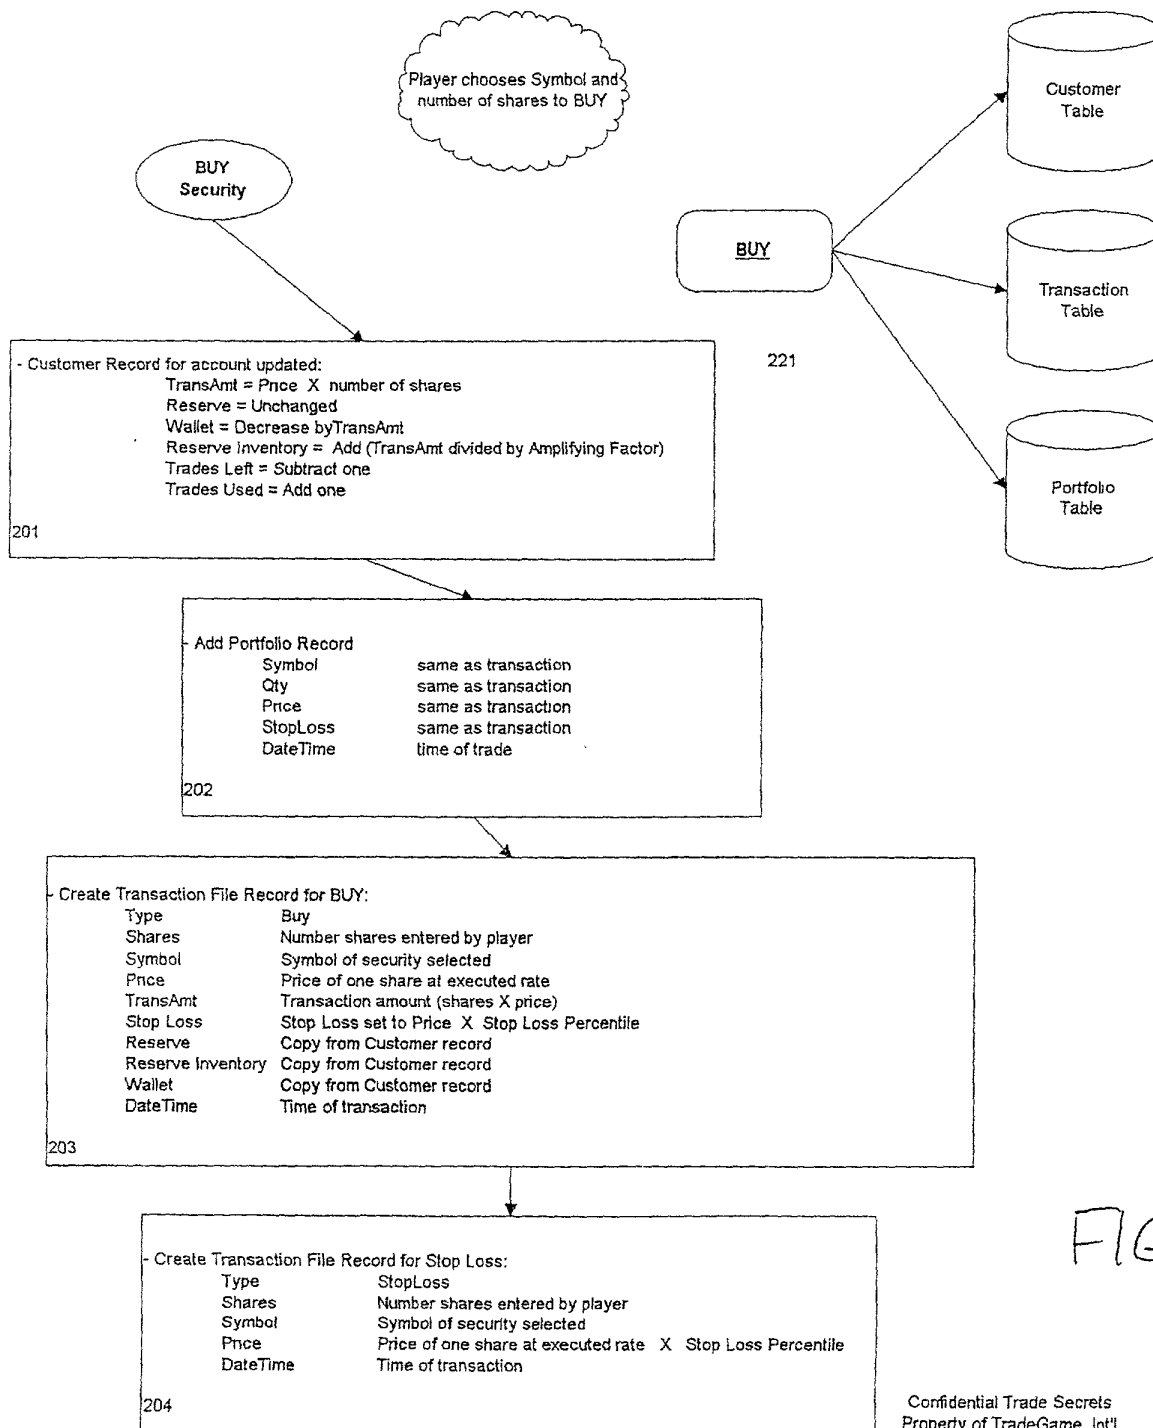 Player chooses Symbol and
number of shares to BUY
Customer
Table
BUY
Security
BUY
Transaction
Table
221
Portfolio
Table
- Customer Record for account updated:
TransAmt = Price X number of shares
Reserve = Unchanged
Wallet = Decrease byTransAmt
Reserve Inventory = Add (TransAmt divided by Amplifying Factor)
Trades Left = Subtract one
Trades Used = Add one
201
- Add Portfolio Record
Symbol same as transaction
Qty same as transaction
Price same as transaction
StopLoss same as transaction
DateTime time of trade
202
- Create Transaction File Record for BUY:
Type Buy
Shares Number shares entered by player
Symbol Symbol of security selected
Price Price of one share at executed rate
TransAmt Transaction amount (shares X price)
Stop Loss Stop Loss set to Price X Stop Loss Percentile
Reserve Copy from Customer record
Reserve Inventory Copy from Customer record
Wallet Copy from Customer record
DateTime Time of transaction
203
FIG
- Create Transaction File Record for Stop Loss:
Type StopLoss
Shares Number shares entered by player
Symbol Symbol of security selected
Price Price of one share at executed rate X Stop Loss Percentile
DateTime Time of transaction
204
Confidential Trade Secrets
Property of TradeGame, Int'l